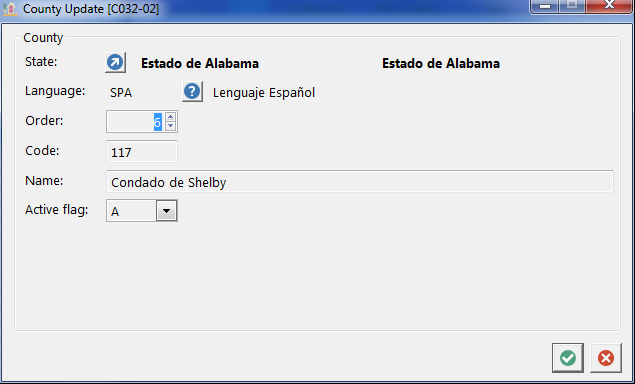 County Update [C032-02]
County
State: Estado de Alabama Estado de Alabama
Language: SPA Lenguaje Español
Order: 6
Code: 117
Name: Condado de Shelby
Active flag: A